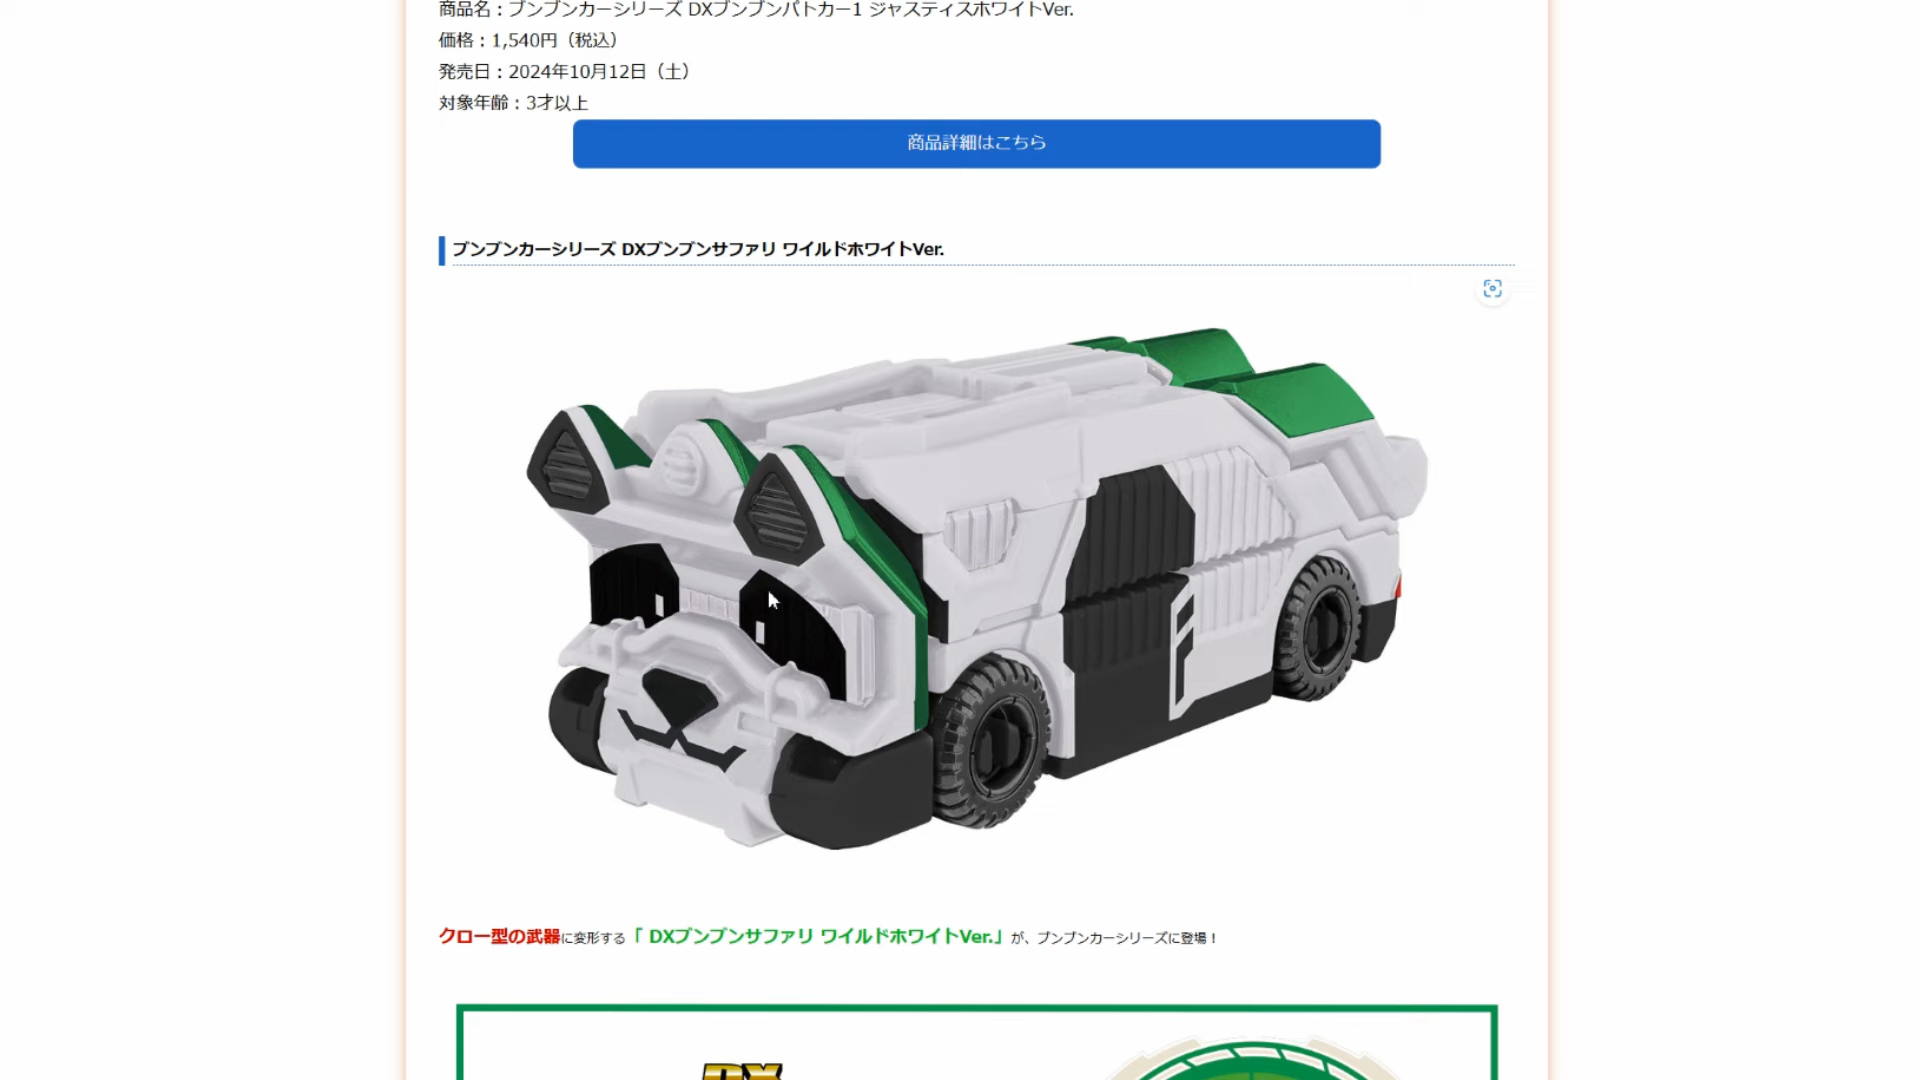 商品名：ブンブンカーシリーズ DXブンブンパトカー1 ジャスティスホワイトVer.
価格：1,540円（税込）
発売日：2024年10月12日（土）
対象年齢：3才以上
商品詳細はこちら
ブンブンカーシリーズ DXブンブンサファリ ワイルドホワイトVer.
クロー型の武器に変形する「 DXブンブンサファリ ワイルドホワイトVer.」が、ブンブンカーシリーズに登場！
DX